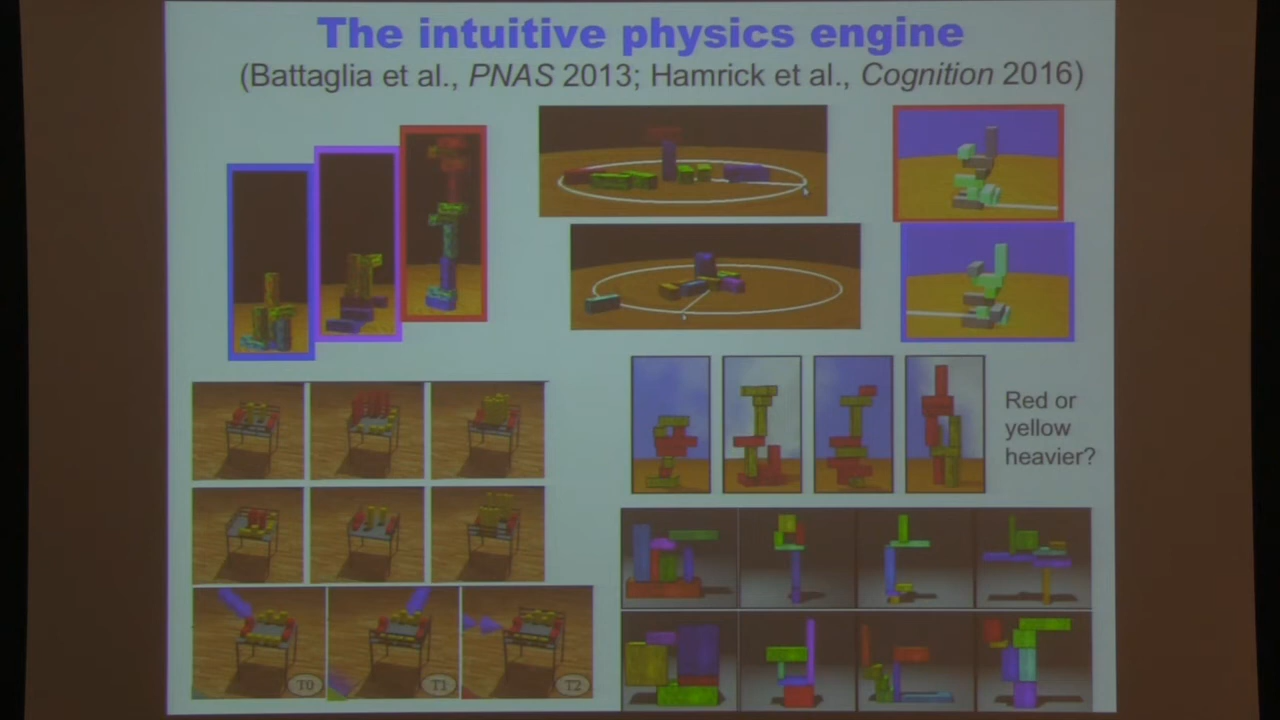 The intuitive physics engine
(Battaglia et al., PNAS 2013; Hamrick et al., Cognition 2016)
Red or
yellow
heavier?
T0
T1
T2